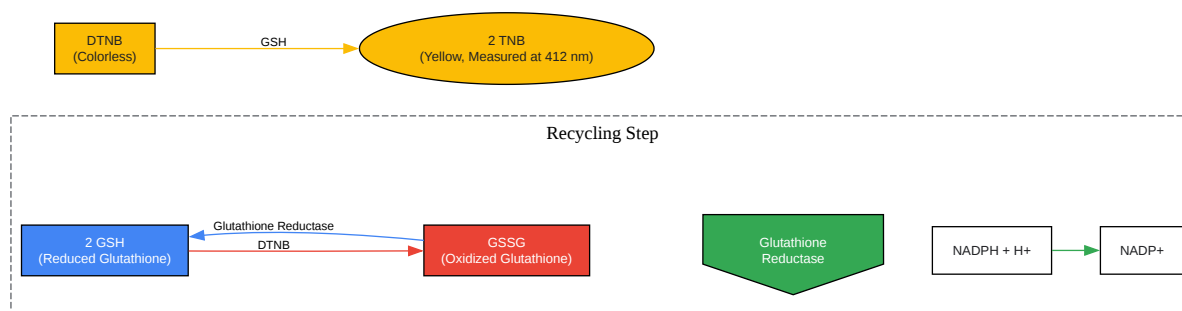 DTNB
(Colorless)
GSH
2 TNB
(Yellow, Measured at 412 nm)
Recycling Step
2 GSH
(Reduced Glutathione)
Glutathione Reductase
DTNB
GSSG
(Oxidized Glutathione)
Glutathione
Reductase
NADPH + H+
NADP+